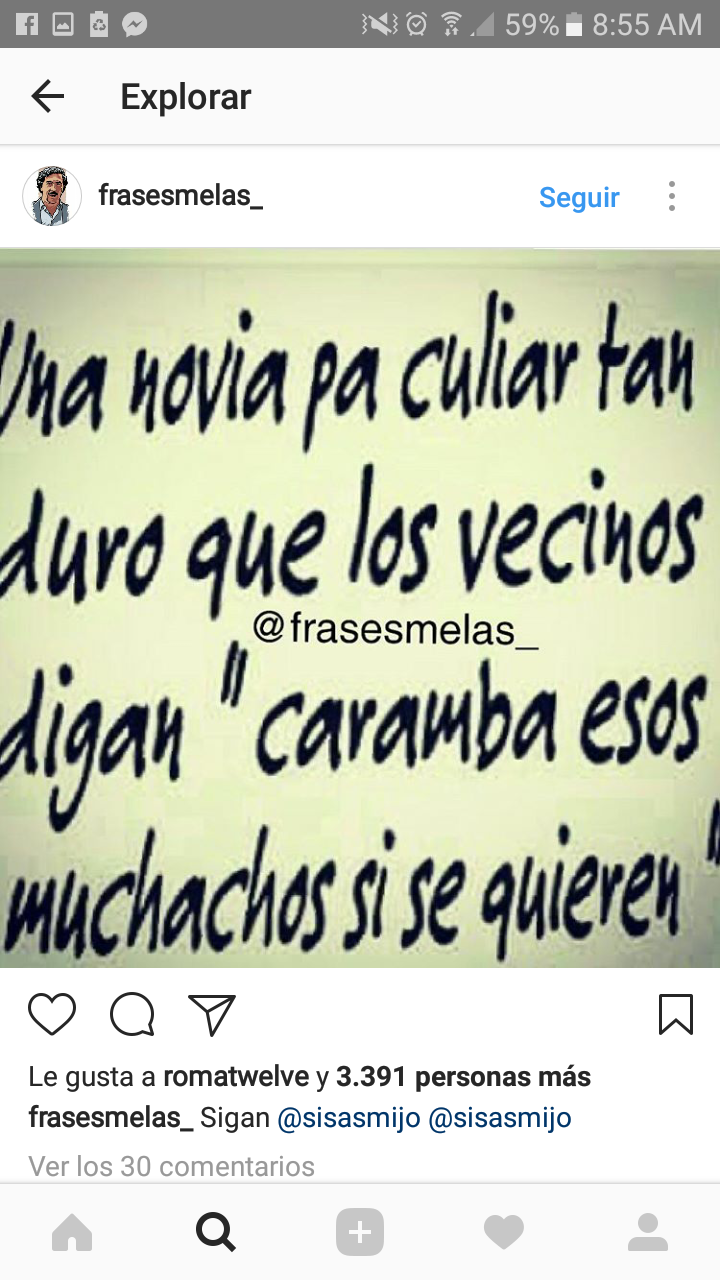 59% 8:55 AM
Explorar
frasesmelas_
Seguir
Una novia pa culiar tan
duro que los vecinos
@frasesmelas_
digan "caramba esos
muchachos si se quieren"
Le gusta a romatwelve y 3.391 personas más
frasesmelas_ Sigan @sisasmijo @sisasmijo
Ver los 30 comentarios